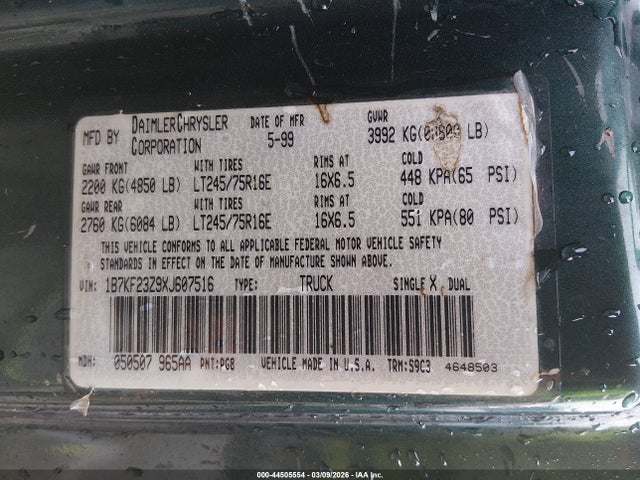 MFD BY DAIMLERCHRYSLER CORPORATION DATE OF MFR 5-99 GVWR 3992 KG( LB)
GAWR FRONT WITH TIRES RIMS AT COLD
2200 KG(4850 LB) LT245/75R16E 16X6.5 448 KPA(65 PSI)
GAWR REAR WITH TIRES RIMS AT COLD
2760 KG(6084 LB) LT245/75R16E 16X6.5 551 KPA(80 PSI)
THIS VEHICLE CONFORMS TO ALL APPLICABLE FEDERAL MOTOR VEHICLE SAFETY
STANDARDS IN EFFECT ON THE DATE OF MANUFACTURE SHOWN ABOVE.
VIN: 1B7KF23Z9XJ607516 TYPE: TRUCK SINGLE X DUAL
MDH: 050507 965AA PNT:PG8 VEHICLE MADE IN U.S.A. TRM:S9C3 4648503
000-44505554 - 03/09/2026 - IAA Inc.